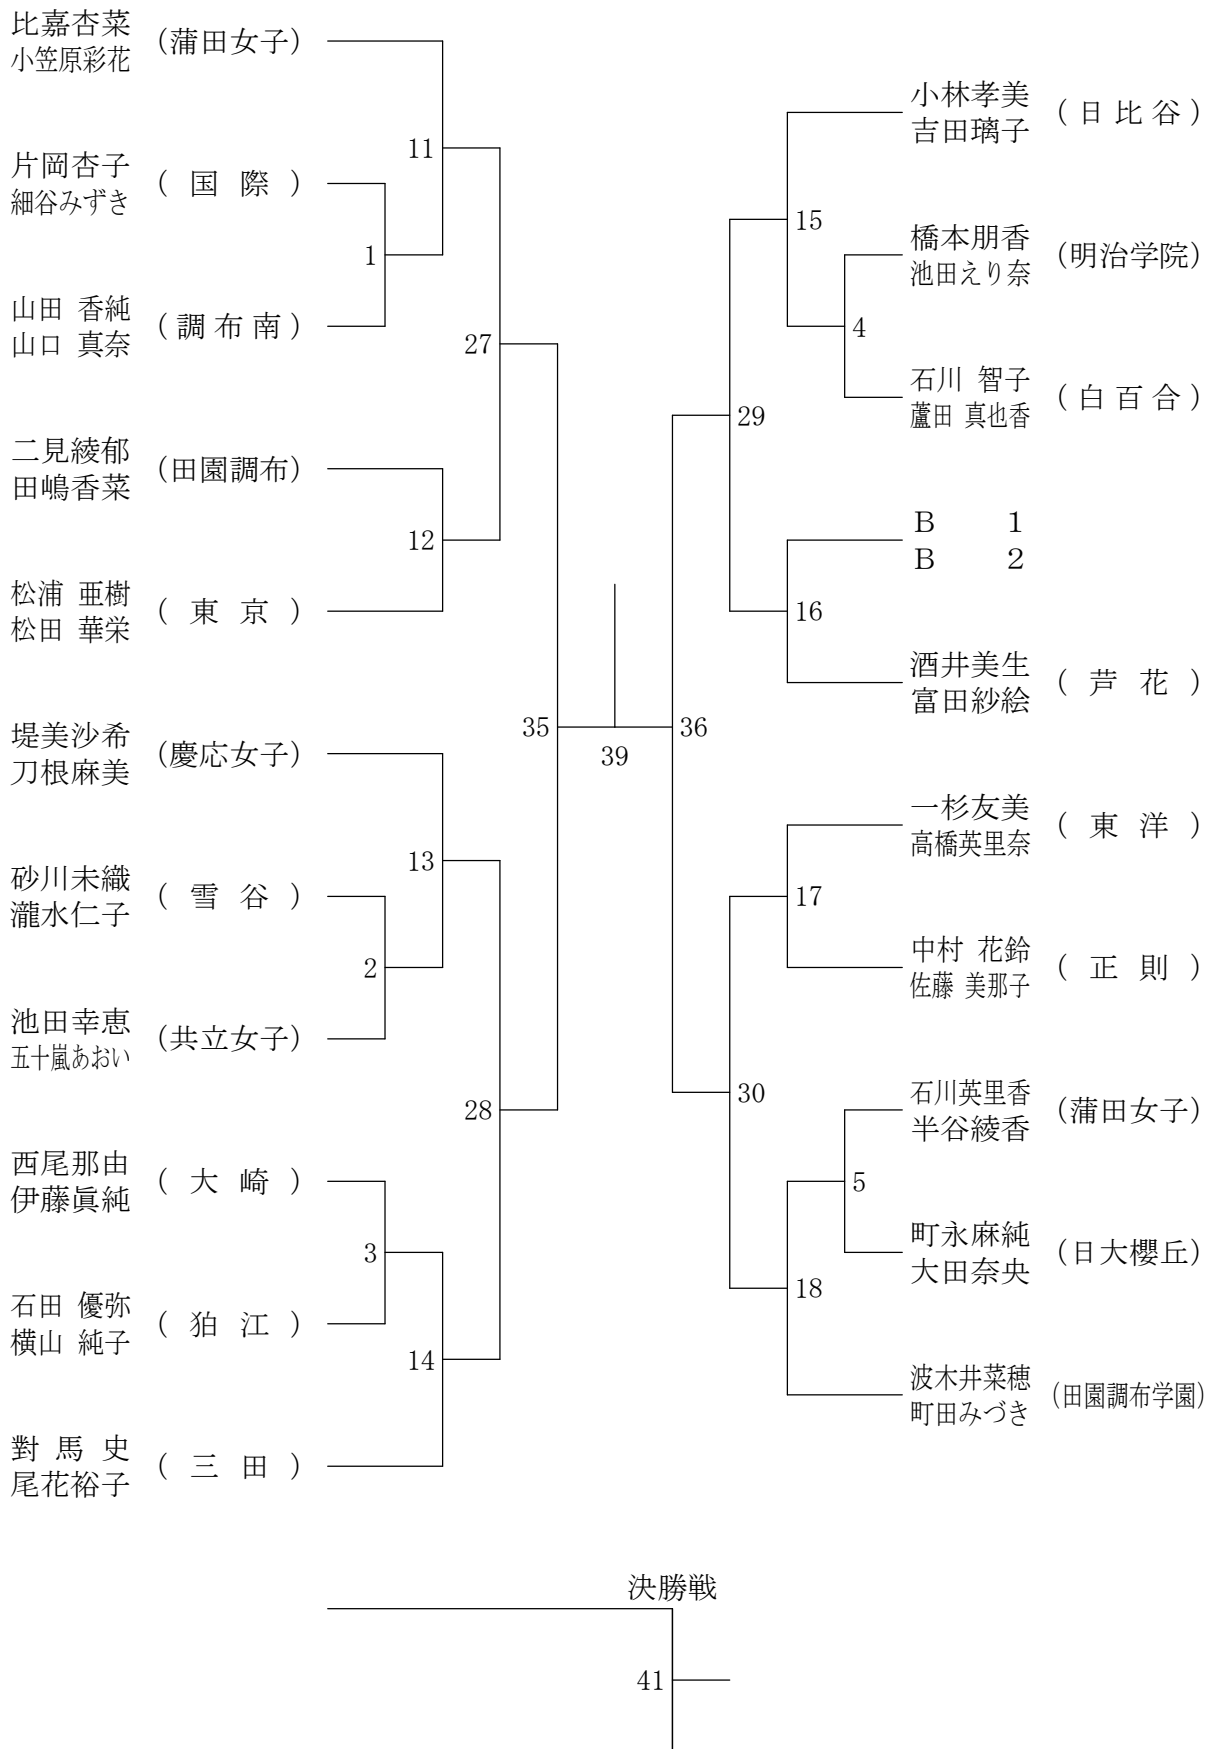 比嘉杏菜
小笠原彩花
(蒲田女子)
11
片岡杏子
細谷みずき
(国際)
1
山田 香純
山口 真奈
(調布南)
27
二見綾郁
田嶋香菜
(田園調布)
12
松浦 亜樹
松田 華栄
(東京)
35
堤美沙希
刀根麻美
(慶応女子)
13
砂川未織
瀧水仁子
(雪谷)
2
池田幸恵
五十嵐あおい
(共立女子)
28
西尾那由
伊藤眞純
(大崎)
3
石田 優弥
横山 純子
(狛江)
14
對馬史
尾花裕子
(三田)
39
小林孝美
吉田璃子
(日比谷)
15
橋本朋香
池田えり奈
(明治学院)
4
石川 智子
蘆田 真也香
(白百合)
29
B 1
B 2
16
酒井美生
富田紗絵
(芦花)
36
一杉友美
高橋英里奈
(東洋)
17
中村 花鈴
佐藤 美那子
(正則)
30
石川英里香
半谷綾香
(蒲田女子)
5
町永麻純
大田奈央
(日大櫻丘)
18
波木井菜穂
町田みづき
(田園調布学園)
決勝戦
41